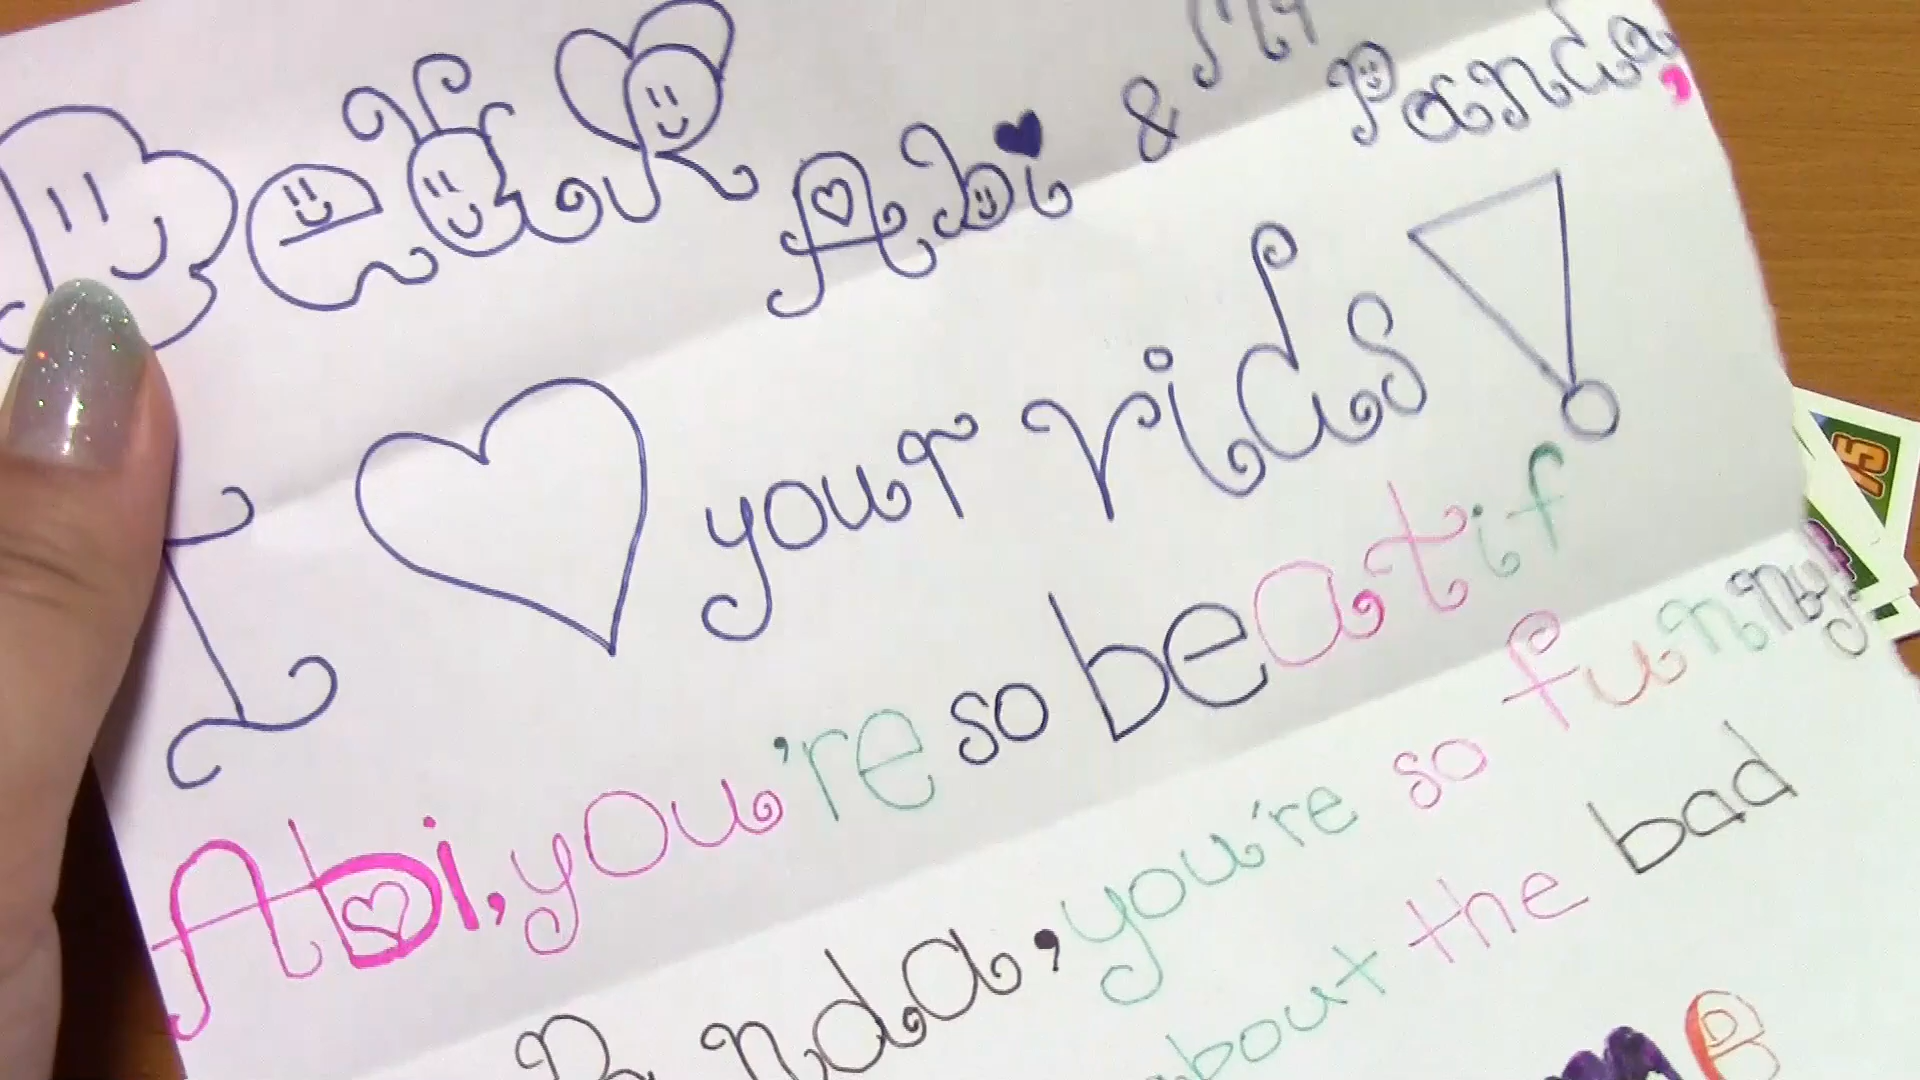 Dear Abi & Mr Panda,
I ♥ your vids!
Abi, you're so beatif
Panda, you're so funny!
about the bad
15